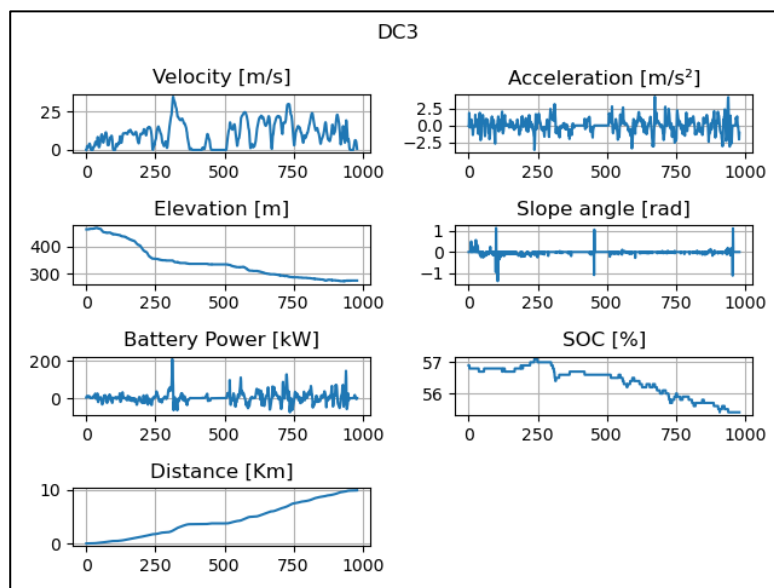 DC3
Velocity [m/s]
25
0
0 250 500 750 1000
Acceleration [m/s²]
2.5
0.0
−2.5
0 250 500 750 1000
Elevation [m]
400
300
0 250 500 750 1000
Slope angle [rad]
1
0
−1
0 250 500 750 1000
Battery Power [kW]
200
0
0 250 500 750 1000
SOC [%]
57
56
0 250 500 750 1000
Distance [Km]
10
0
0 250 500 750 1000